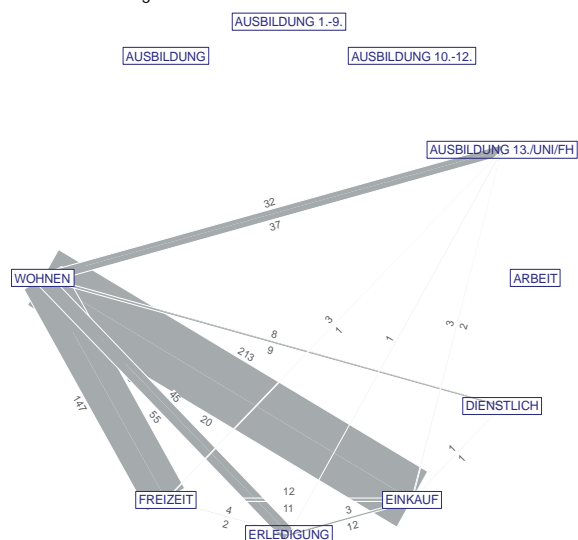 AUSBILDUNG 1.-9.
AUSBILDUNG
AUSBILDUNG 10.-12.
AUSBILDUNG 13./UNI/FH
32
37
WOHNEN
ARBEIT
3
1
1
3
2
8
213
9
147
55
45
20
DIENSTLICH
1
1
12
FREIZEIT
EINKAUF
4
11
3
2
12
ERLEDIGUNG